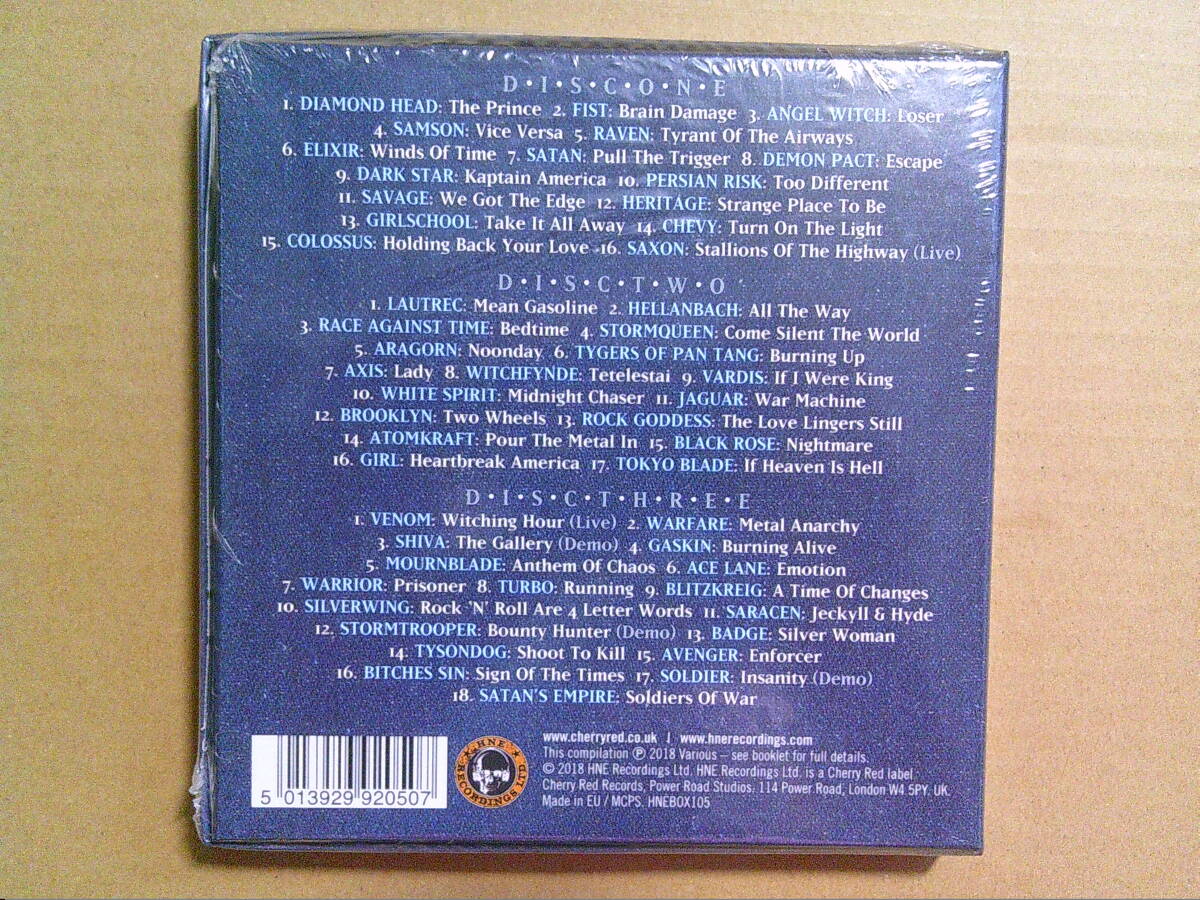 D•I•S•C•O•N•E
1. DIAMOND HEAD: The Prince 2. FIST: Brain Damage 3. ANGEL WITCH: Loser
4. SAMSON: Vice Versa 5. RAVEN: Tyrant Of The Airways
6. ELIXIR: Winds Of Time 7. SATAN: Pull The Trigger 8. DEMON PACT: Escape
9. DARK STAR: Kaptain America 10. PERSIAN RISK: Too Different
11. SAVAGE: We Got The Edge 12. HERITAGE: Strange Place To Be
13. GIRLSCHOOL: Take It All Away 14. CHEVY: Turn On The Light
15. COLOSSUS: Holding Back Your Love 16. SAXON: Stallions Of The Highway (Live)
D•I•S•C•T•W•O
1. LAUTREC: Mean Gasoline 2. HELLANBACH: All The Way
3. RACE AGAINST TIME: Bedtime 4. STORMQUEEN: Come Silent The World
5. ARAGORN: Noonday 6. TYGERS OF PAN TANG: Burning Up
7. AXIS: Lady 8. WITCHFYNDE: Tetelestai 9. VARDIS: If I Were King
10. WHITE SPIRIT: Midnight Chaser 11. JAGUAR: War Machine
12. BROOKLYN: Two Wheels 13. ROCK GODDESS: The Love Lingers Still
14. ATOMKRAFT: Pour The Metal In 15. BLACK ROSE: Nightmare
16. GIRL: Heartbreak America 17. TOKYO BLADE: If Heaven Is Hell
D•I•S•C•T•H•R•E•E
1. VENOM: Witching Hour (Live) 2. WARFARE: Metal Anarchy
3. SHIVA: The Gallery (Demo) 4. GASKIN: Burning Alive
5. MOURNBLADE: Anthem Of Chaos 6. ACE LANE: Emotion
7. WARRIOR: Prisoner 8. TURBO: Running 9. BLITZKREIG: A Time Of Changes
10. SILVERWING: Rock 'N' Roll Are 4 Letter Words 11. SARACEN: Jeckyll & Hyde
12. STORMTROOPER: Bounty Hunter (Demo) 13. BADGE: Silver Woman
14. TYSONDOG: Shoot To Kill 15. AVENGER: Enforcer
16. BITCHES SIN: Sign Of The Times 17. SOLDIER: Insanity (Demo)
18. SATAN'S EMPIRE: Soldiers Of War
5 013929 920507
HNE RECORDINGS LTD
www.cherryred.co.uk | www.hnerecordings.com
This compilation ℗ 2018 Various – see booklet for full details.
© 2018 HNE Recordings Ltd. HNE Recordings Ltd. is a Cherry Red label
Cherry Red Records, Power Road Studios, 114 Power Road, London W4 5PY. UK.
Made in EU / MCPS. HNEBOX105